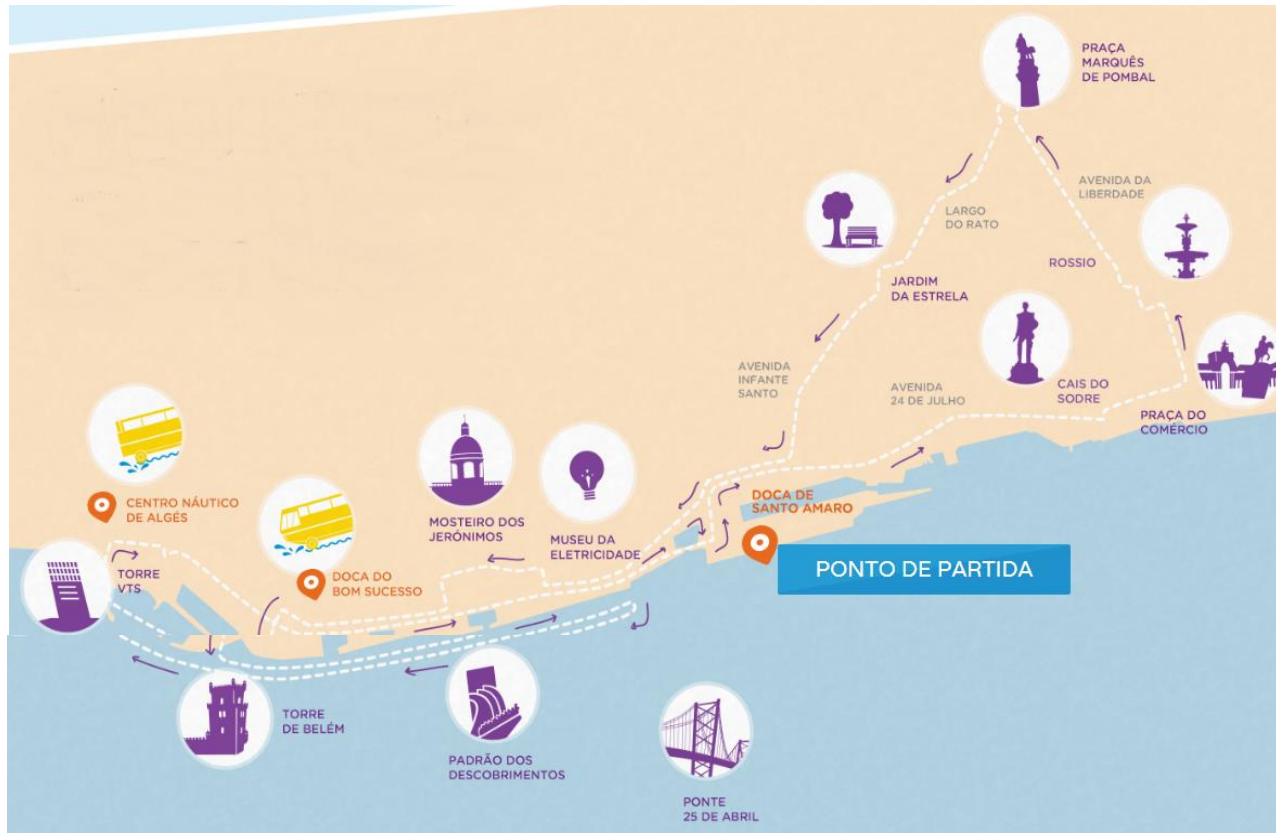 PRAÇA
MARQUÊS
DE POMBAL
AVENIDA DA
LIBERDADE
LARGO
DO RATO
ROSSIO
JARDIM
DA ESTRELA
AVENIDA
INFANTE
SANTO
AVENIDA
24 DE JULHO
CAIS DO
SODRE
PRAÇA DO
COMÉRCIO
CENTRO NÁUTICO
DE ALGÉS
MOSTEIRO DOS
JERÓNIMOS
MUSEU DA
ELETRICIDADE
DOCA DE
SANTO AMARO
PONTO DE PARTIDA
TORRE
VTS
DOCA DO
BOM SUCESSO
TORRE
DE BELÉM
PADRÃO DOS
DESCOBRIMENTOS
PONTE
25 DE ABRIL